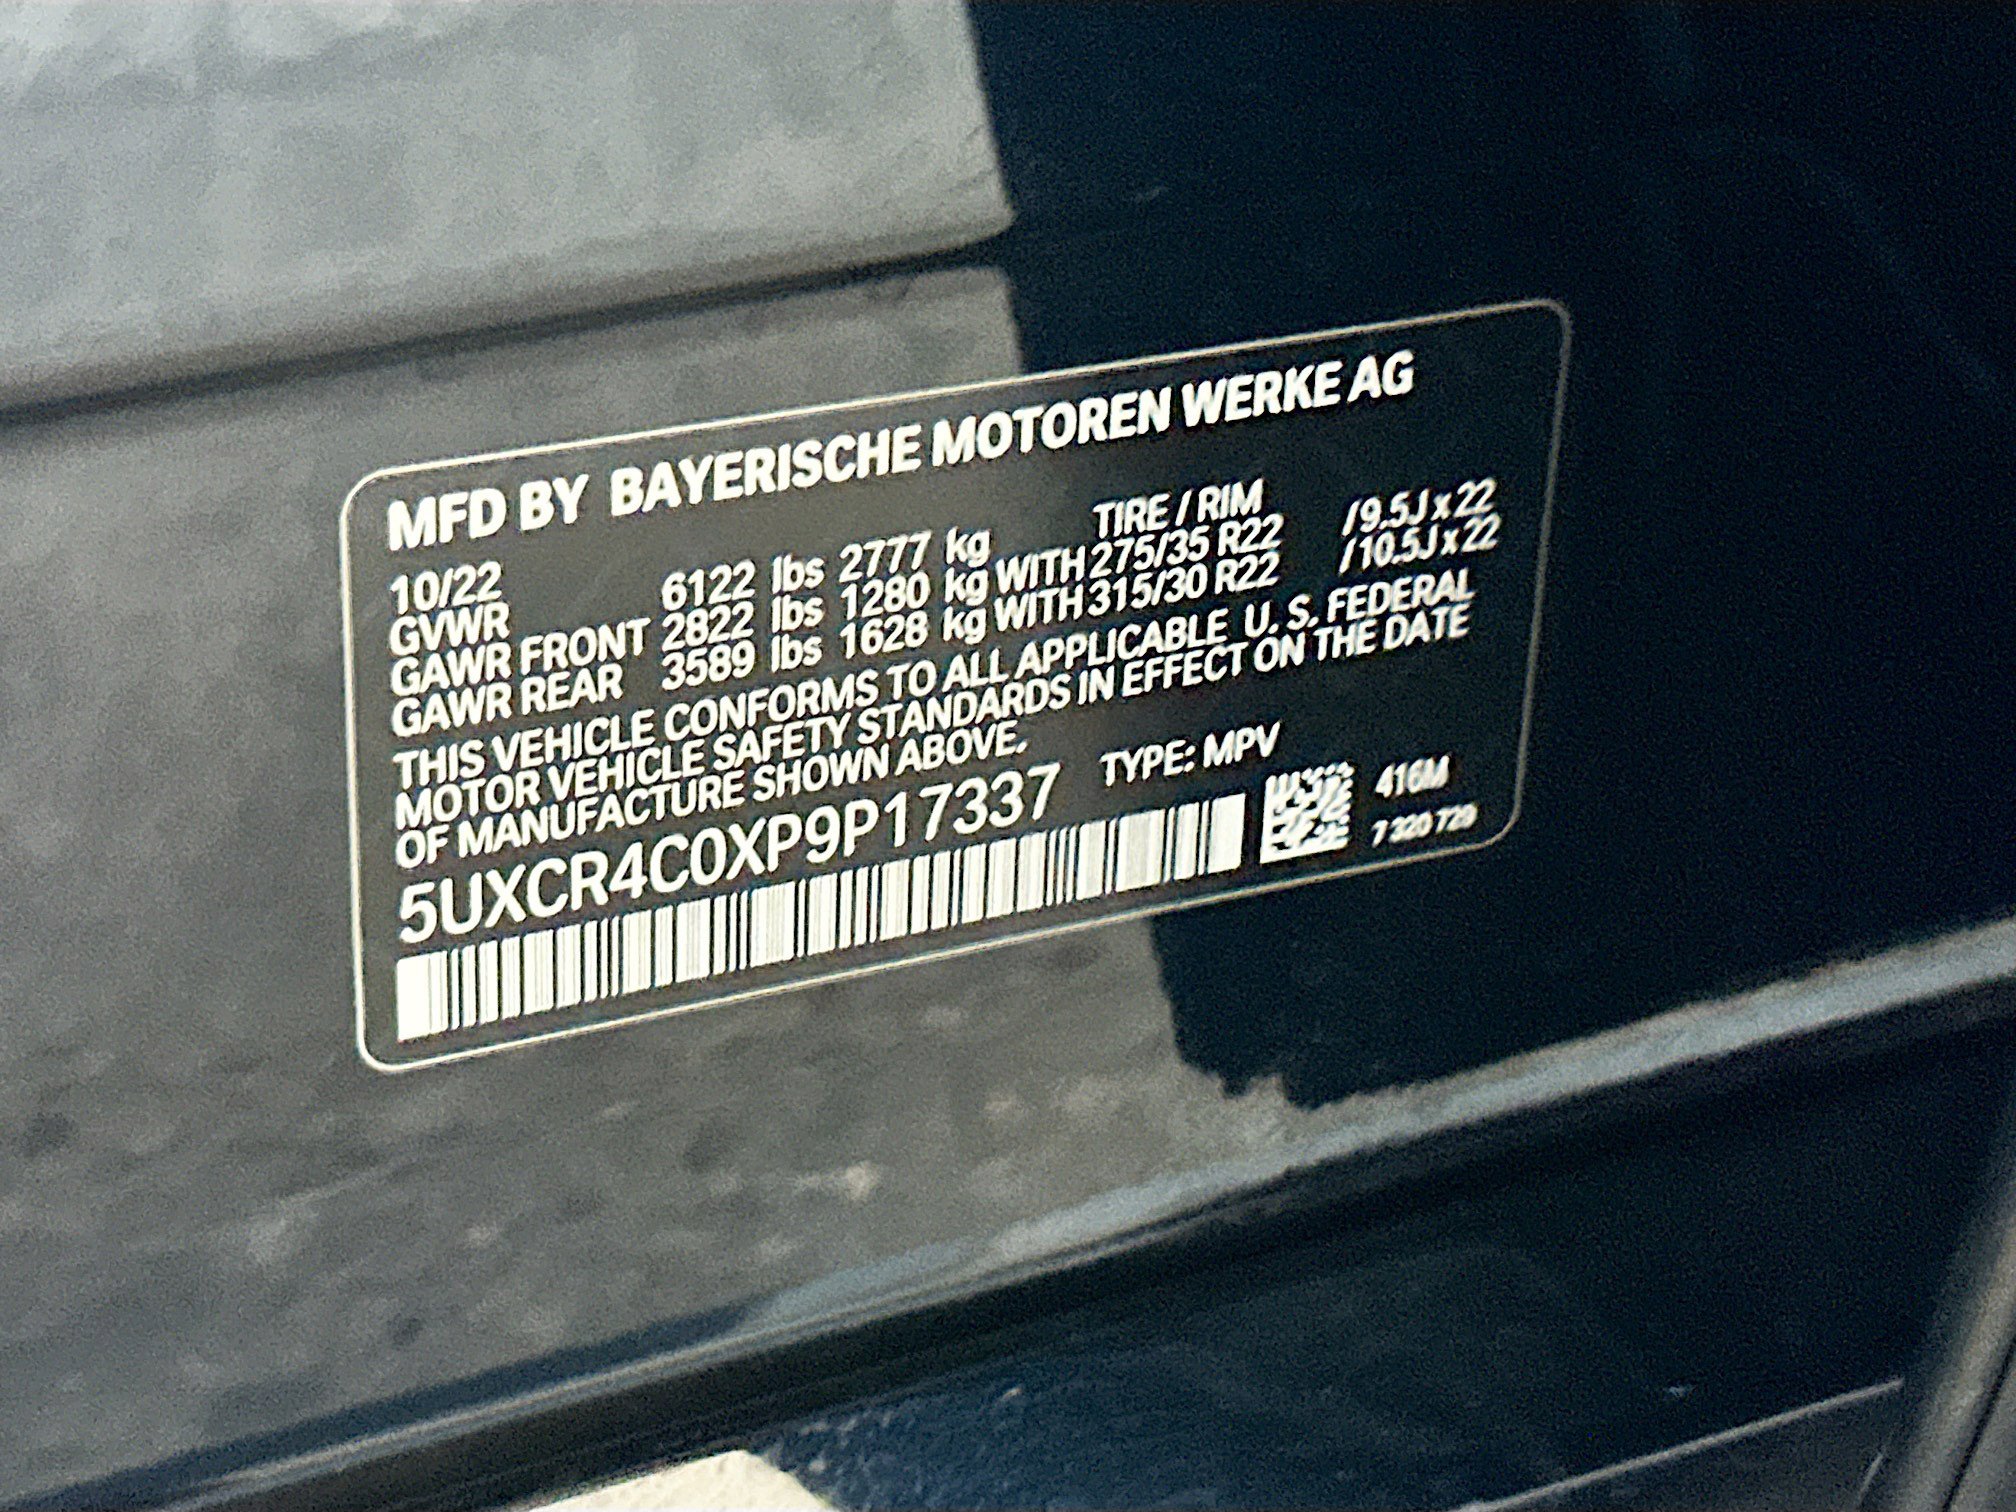 MFD BY BAYERISCHE MOTOREN WERKE AG
10/22 TIRE / RIM
GVWR 6122 lbs 2777 kg
GAWR FRONT 2822 lbs 1280 kg WITH 275/35 R22 /9.5J x 22
GAWR REAR 3589 lbs 1628 kg WITH 315/30 R22 /10.5J x 22
THIS VEHICLE CONFORMS TO ALL APPLICABLE U. S. FEDERAL
MOTOR VEHICLE SAFETY STANDARDS IN EFFECT ON THE DATE
OF MANUFACTURE SHOWN ABOVE.
5UXCR4C0XP9P17337 TYPE: MPV
416M
7 320 729